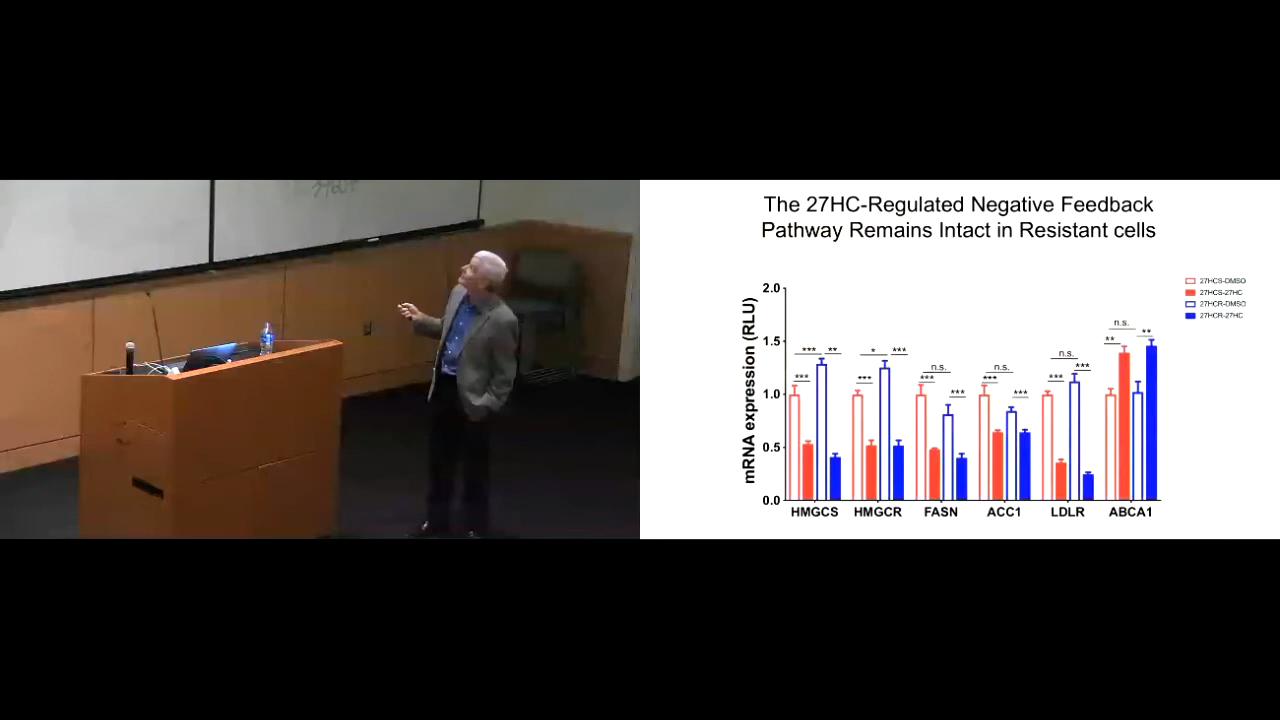 The 27HC-Regulated Negative Feedback
Pathway Remains Intact in Resistant cells
27HCS-DMSO
27HCS-27HC
27HCR-DMSO
27HCR-27HC
mRNA expression (RLU)
2.0
1.5
1.0
0.5
0.0
*** *** **
*** * ***
*** n.s. ***
*** n.s. ***
*** n.s. ***
** n.s. **
HMGCS HMGCR FASN ACC1 LDLR ABCA1